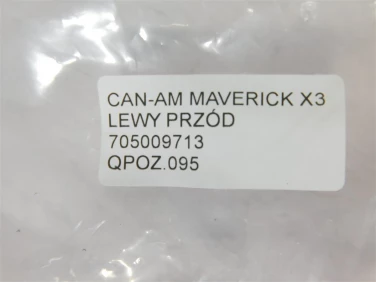 CAN-AM MAVERICK X3
LEWY PRZÓD
705009713
QPOZ.095